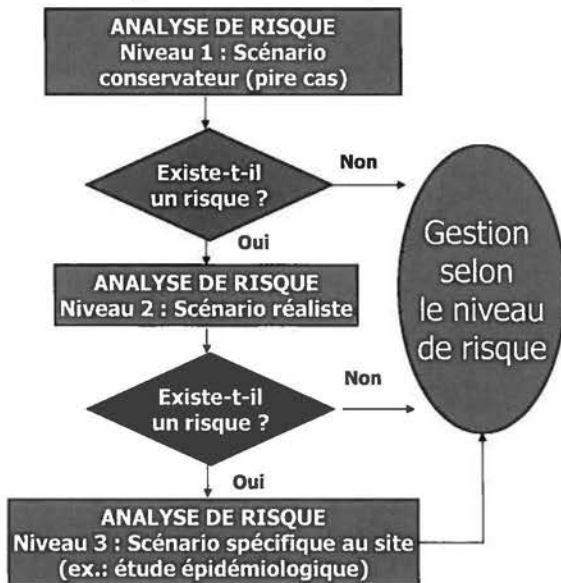 ANALYSE DE RISQUE
Niveau 1 : Scénario
conservateur (pire cas)
Existe-t-il
un risque ?
Non
Oui
ANALYSE DE RISQUE
Niveau 2 : Scénario réaliste
Existe-t-il
un risque ?
Non
Oui
ANALYSE DE RISQUE
Niveau 3 : Scénario spécifique au site
(ex.: étude épidémiologique)
Gestion
selon
le niveau
de risque